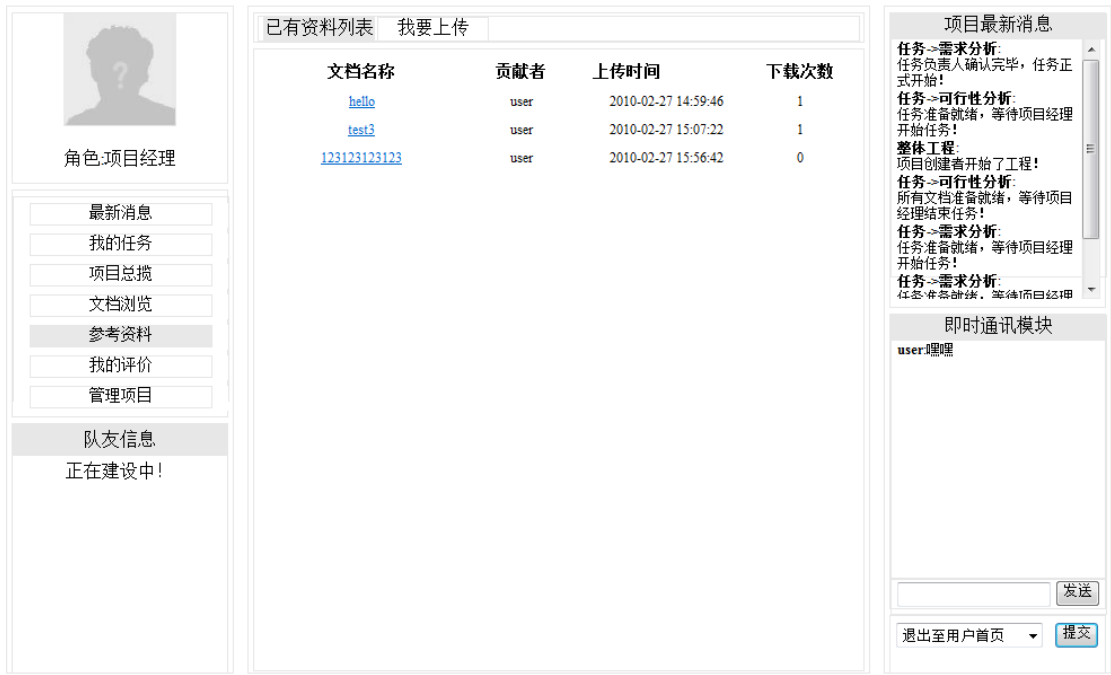 角色:项目经理
最新消息
我的任务
项目总揽
文档浏览
参考资料
我的评价
管理项目
队友信息
正在建设中!
已有资料列表 我要上传
文档名称 贡献者 上传时间 下载次数
hello user 2010-02-27 14:59:46 1
test3 user 2010-02-27 15:07:22 1
123123123123 user 2010-02-27 15:56:42 0
项目最新消息
任务->需求分析:
任务负责人确认完毕，任务正
式开始!
任务->可行性分析:
任务准备就绪，等待项目经理
开始任务!
整体工程:
项目创建者开始了工程!
任务->可行性分析:
所有文档准备就绪，等待项目
经理结束任务!
任务->需求分析:
任务准备就绪，等待项目经理
开始任务!
任务->需求分析:
任务准备就绪，等待项目经理
即时通讯模块
user:嘿嘿
发送
退出至用户首页 提交